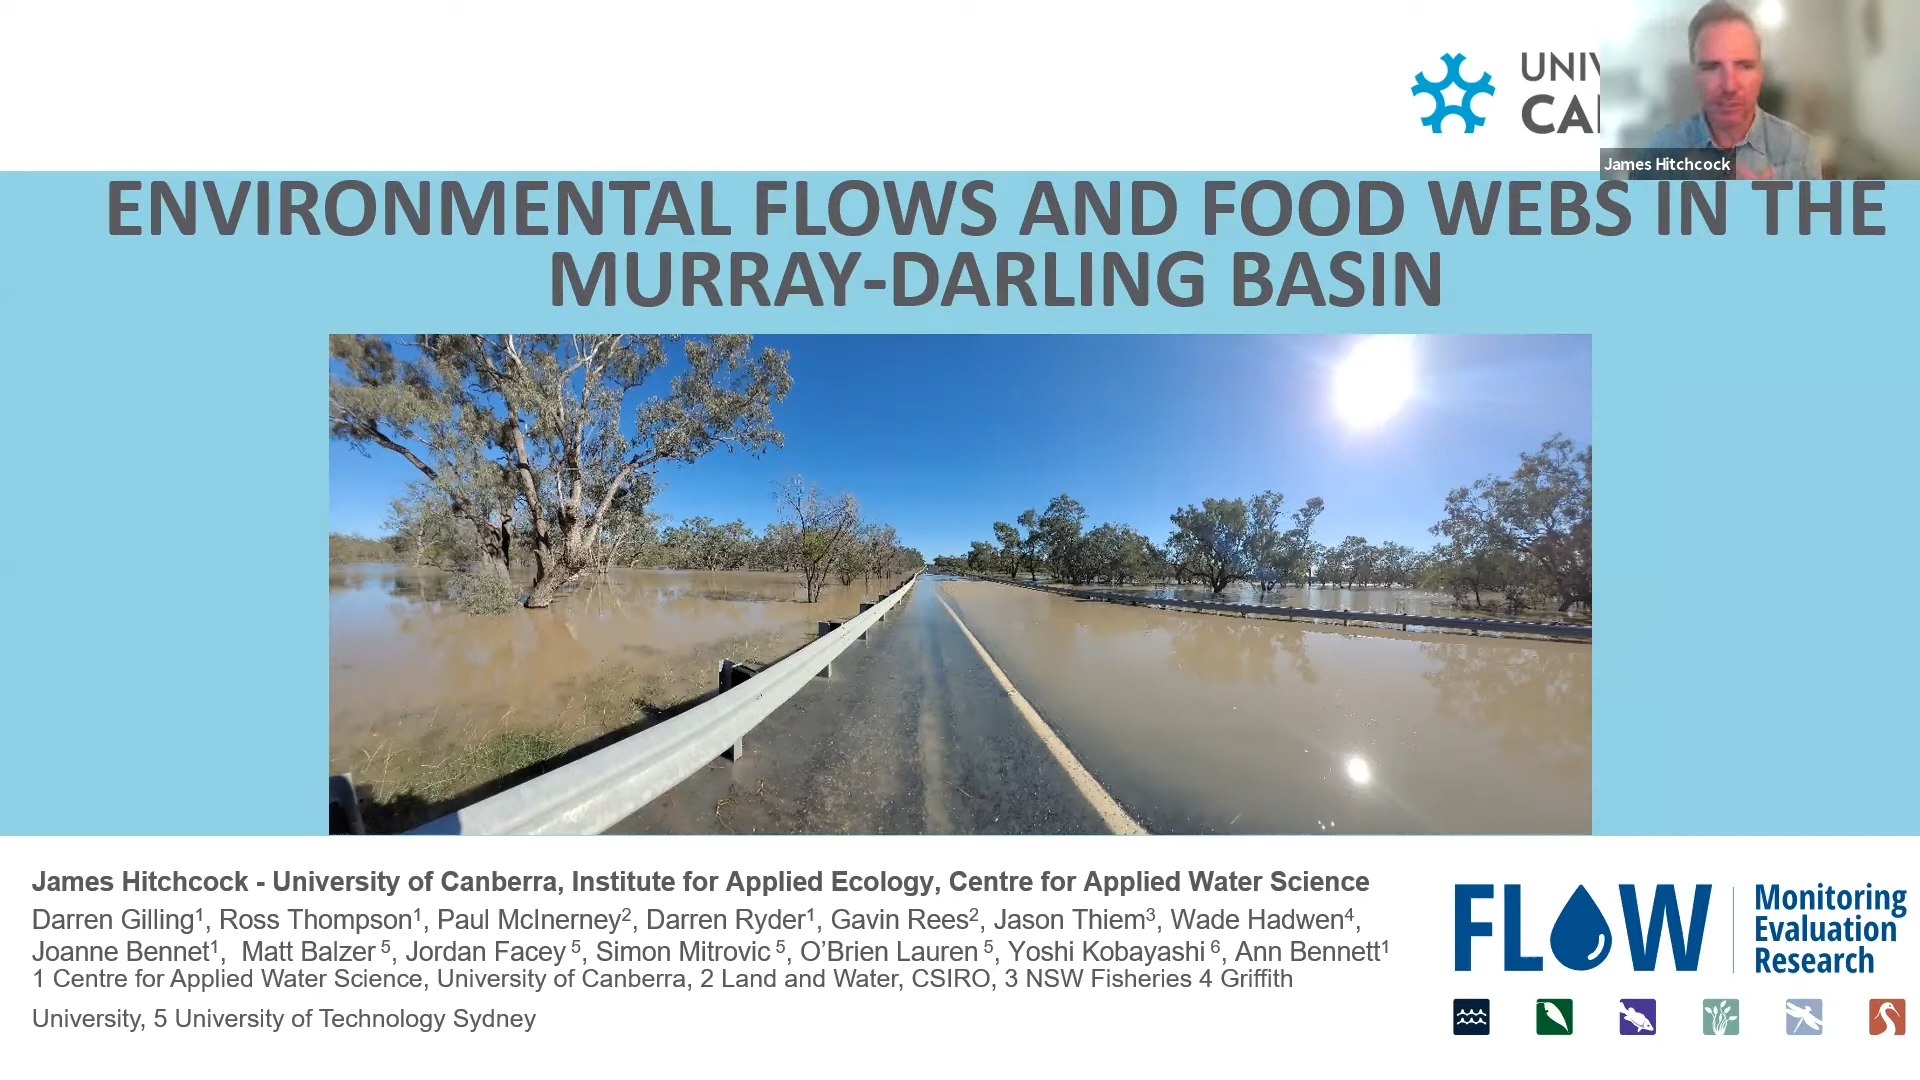 UNIV
CA
James Hitchcock
ENVIRONMENTAL FLOWS AND FOOD WEBS IN THE
MURRAY-DARLING BASIN
James Hitchcock - University of Canberra, Institute for Applied Ecology, Centre for Applied Water Science
Darren Gilling¹, Ross Thompson¹, Paul McInerney², Darren Ryder¹, Gavin Rees², Jason Thiem³, Wade Hadwen⁴,
Joanne Bennet¹, Matt Balzer ⁵, Jordan Facey ⁵, Simon Mitrovic ⁵, O’Brien Lauren ⁵, Yoshi Kobayashi ⁶, Ann Bennett¹
1 Centre for Applied Water Science, University of Canberra, 2 Land and Water, CSIRO, 3 NSW Fisheries 4 Griffith
University, 5 University of Technology Sydney
FLOW
Monitoring
Evaluation
Research